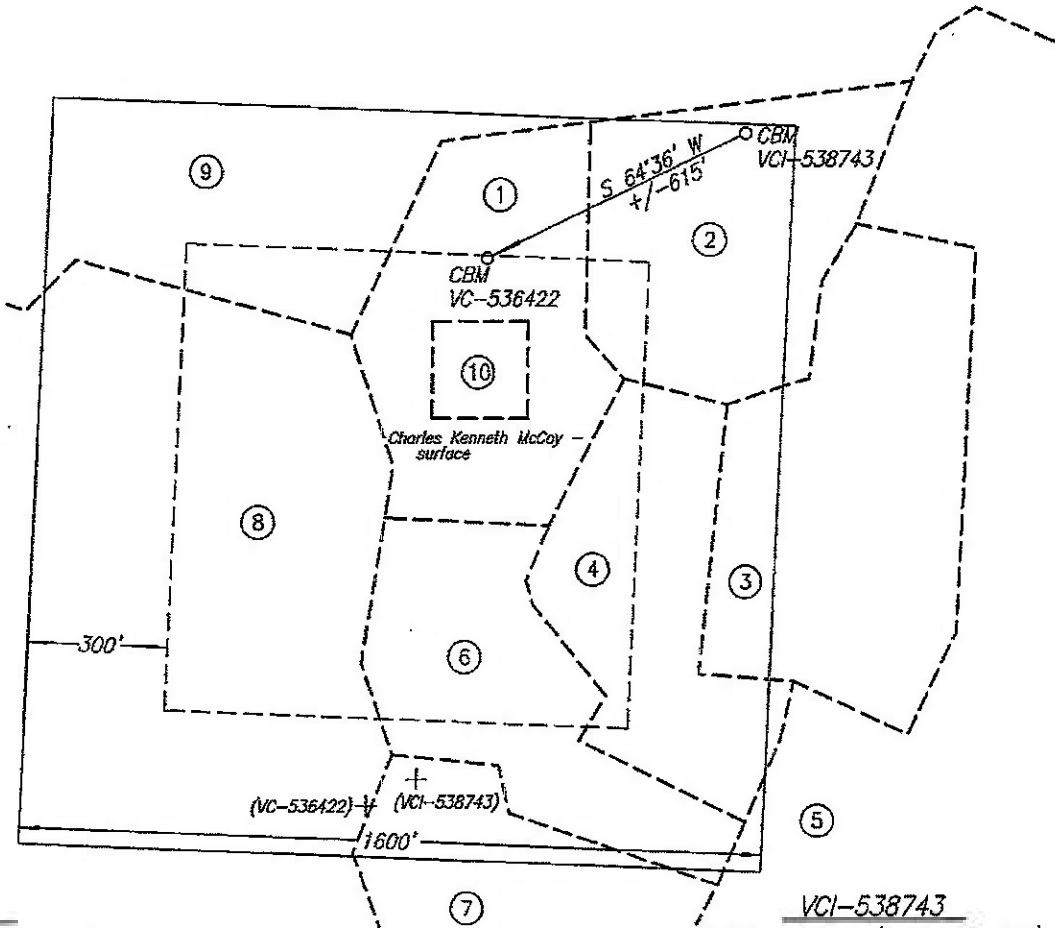 CBM
VCI-538743
9
S 64°36' W
+/-615'
1
2
CBM
VC-536422
10
Charles Kenneth McCoy
surface
8
4
3
300'
6
(VC-536422)
(VCI-538743)
5
1600'
7
VCI-538743